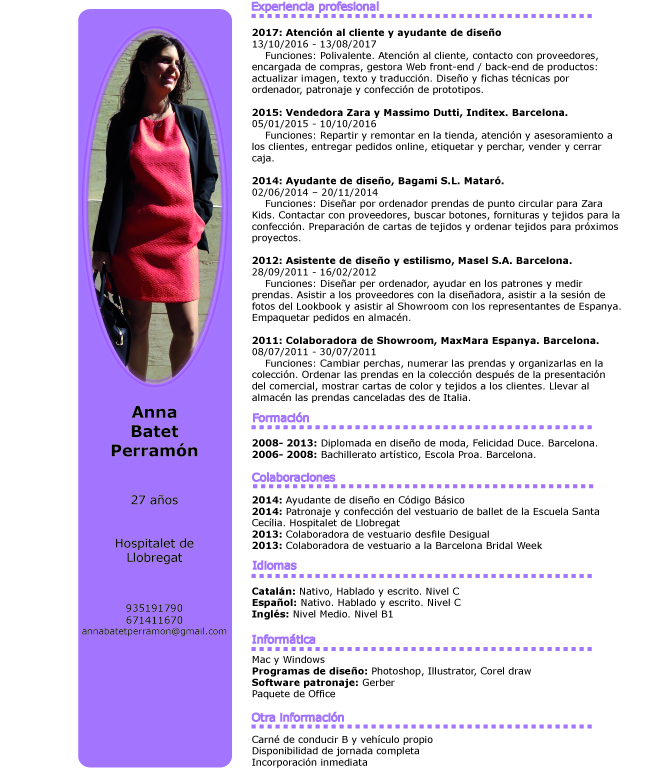 Anna
Batet
Perramón
27 años
Hospitalet de
Llobregat
935191790
671411670
annabatetperramon@gmail.com
Experiencia profesional
2017: Atención al cliente y ayudante de diseño
13/10/2016 - 13/08/2017
Funciones: Polivalente. Atención al cliente, contacto con proveedores,
encargada de compras, gestora Web front-end / back-end de productos:
actualizar imagen, texto y traducción. Diseño y fichas técnicas por
ordenador, patronaje y confección de prototipos.
2015: Vendedora Zara y Massimo Dutti, Inditex. Barcelona.
05/01/2015 - 10/10/2016
Funciones: Repartir y remontar en la tienda, atención y asesoramiento a
los clientes, entregar pedidos online, etiquetar y perchar, vender y cerrar
caja.
2014: Ayudante de diseño, Bagami S.L. Mataró.
02/06/2014 – 20/11/2014
Funciones: Diseñar por ordenador prendas de punto circular para Zara
Kids. Contactar con proveedores, buscar botones, fornituras y tejidos para la
confección. Preparación de cartas de tejidos y ordenar tejidos para próximos
proyectos.
2012: Asistente de diseño y estilismo, Masel S.A. Barcelona.
28/09/2011 - 16/02/2012
Funciones: Diseñar per ordenador, ayudar en los patrones y medir
prendas. Asistir a los proveedores con la diseñadora, asistir a la sesión de
fotos del Lookbook y asistir al Showroom con los representantes de Espanya.
Empaquetar pedidos en almacén.
2011: Colaboradora de Showroom, MaxMara Espanya. Barcelona.
08/07/2011 - 30/07/2011
Funciones: Cambiar perchas, numerar las prendas y organizarlas en la
colección. Ordenar las prendas en la colección después de la presentación
del comercial, mostrar cartas de color y tejidos a los clientes. Llevar al
almacén las prendas canceladas des de Italia.
Formación
2008- 2013: Diplomada en diseño de moda, Felicidad Duce. Barcelona.
2006- 2008: Bachillerato artístico, Escola Proa. Barcelona.
Colaboraciones
2014: Ayudante de diseño en Código Básico
2014: Patronaje y confección del vestuario de ballet de la Escuela Santa
Cecília. Hospitalet de Llobregat
2013: Colaboradora de vestuario desfile Desigual
2013: Colaboradora de vestuario a la Barcelona Bridal Week
Idiomas
Catalán: Nativo, Hablado y escrito. Nivel C
Español: Nativo. Hablado y escrito. Nivel C
Inglés: Nivel Medio. Nivel B1
Informática
Mac y Windows
Programas de diseño: Photoshop, Illustrator, Corel draw
Software patronaje: Gerber
Paquete de Office
Otra información
Carné de conducir B y vehículo propio
Disponibilidad de jornada completa
Incorporación inmediata